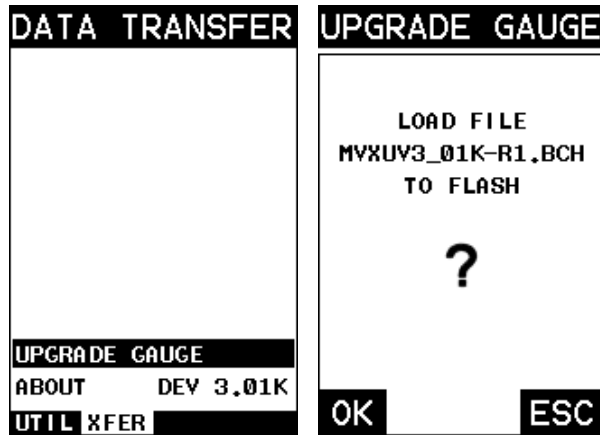 DATA TRANSFER
UPGRADE GAUGE
ABOUT DEV 3.01K
UTIL XFER
UPGRADE GAUGE
LOAD FILE
MVXUV3_01K-R1.BCH
TO FLASH
?
OK ESC